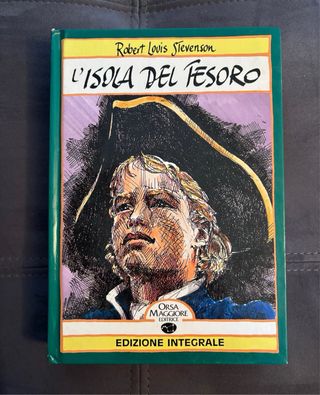 Robert Louis Stevenson
L'ISOLA DEL TESORO
ORSA
MAGGIORE
EDITRICE
EDIZIONE INTEGRALE